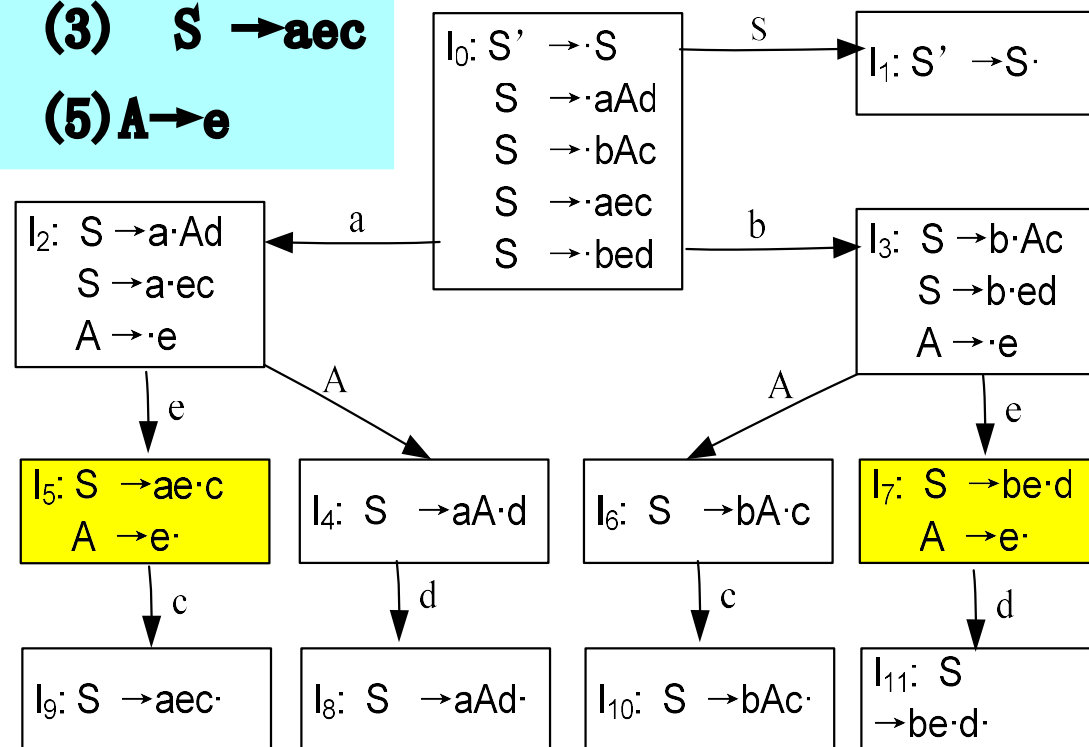 (3) S →aec
(5)A→e
I₀: S’ →·S
S →·aAd
S →·bAc
S →·aec
S →·bed
S
I₁: S’ →S·
a
b
I₂: S →a·Ad
S →a·ec
A →·e
I₃: S →b·Ac
S →b·ed
A →·e
e
A
A
e
I₅: S →ae·c
A →e·
I₄: S →aA·d
I₆: S →bA·c
I₇: S →be·d
A →e·
c
d
c
d
I₉: S →aec·
I₈: S →aAd·
I₁₀: S →bAc·
I₁₁: S
→be·d·